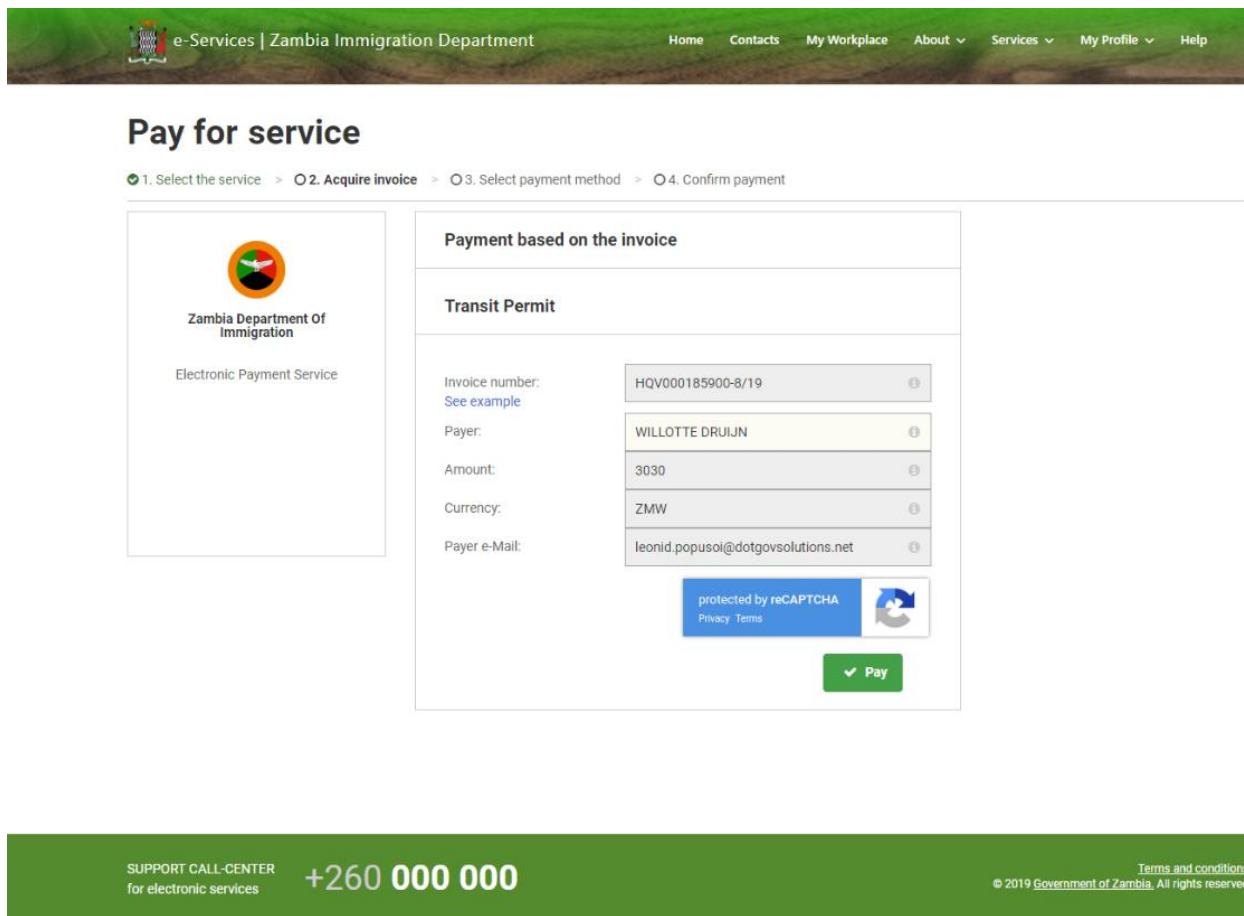 e-Services | Zambia Immigration Department
Home Contacts My Workplace About Services My Profile Help
Pay for service
1. Select the service > 2. Acquire invoice > 3. Select payment method > 4. Confirm payment
Zambia Department Of
Immigration
Electronic Payment Service
Payment based on the invoice
Transit Permit
Invoice number: HQV000185900-8/19
See example
Payer: WILLOTTE DRUIJN
Amount: 3030
Currency: ZMW
Payer e-Mail: leonid.popusoi@dotgovsolutions.net
protected by reCAPTCHA
Privacy Terms
Pay
SUPPORT CALL-CENTER
for electronic services
+260 000 000
Terms and conditions
© 2019 Government of Zambia. All rights reserved